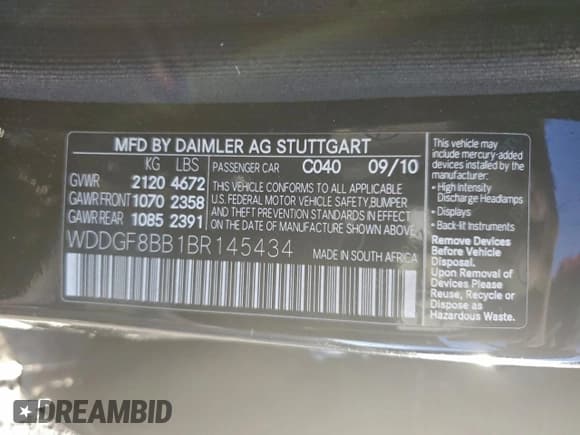 MFD BY DAIMLER AG STUTTGART
KG LBS PASSENGER CAR C040 09/10
GVWR 2120 4672
GAWR FRONT 1070 2358
GAWR REAR 1085 2391
THIS VEHICLE CONFORMS TO ALL APPLICABLE
U.S. FEDERAL MOTOR VEHICLE SAFETY,BUMPER
AND THEFT PREVENTION STANDARDS IN EFFECT
ON THE DATE OF MANUFACTURE SHOWN ABOVE.
WDDGF8BB1BR145434 MADE IN SOUTH AFRICA
This vehicle may
include mercury-added
devices installed by the
manufacturer:
• High Intensity
Discharge Headlamps
• Displays
• Back-lit Instruments
Remove Devices
Before Vehicle
Disposal.
Upon Removal of
Devices Please
Reuse, Recycle or
Dispose as
Hazardous Waste.
DREAMBID